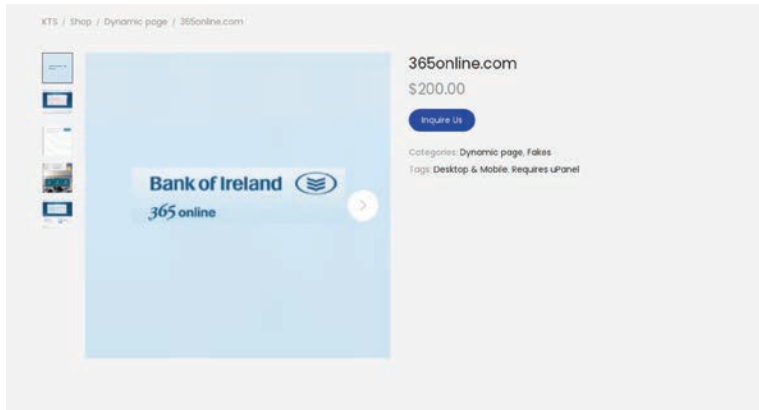 XTS / Shop / Dynamic page / 365online.com
365online.com
$200.00
Inquire Us
Categories: Dynamic page, Fakes
Tags: Desktop & Mobile, Requires uPanel
Bank of Ireland
365 online